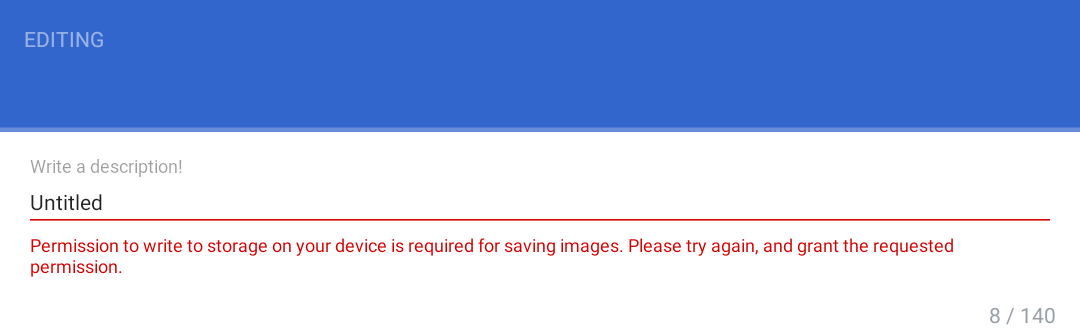 EDITING
Write a description!
Untitled
Permission to write to storage on your device is required for saving images. Please try again, and grant the requested
permission.
8 / 140